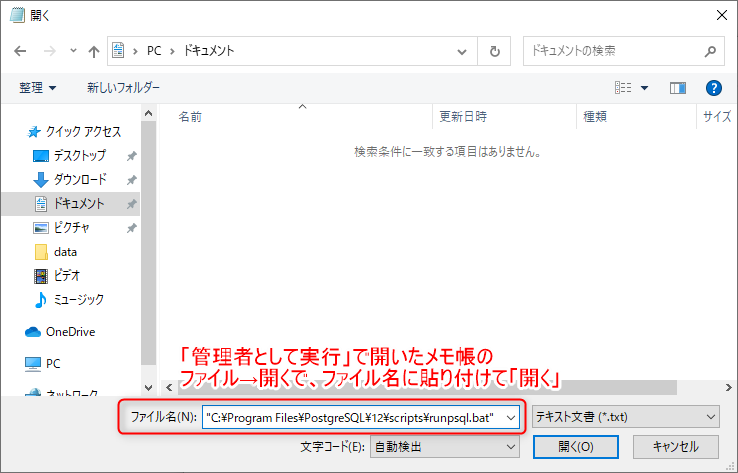 開く
PC › ドキュメント
ドキュメントの検索
整理
新しいフォルダー
名前
更新日時
種類
サイズ
検索条件に一致する項目はありません。
クイック アクセス
デスクトップ
ダウンロード
ドキュメント
ピクチャ
data
ビデオ
ミュージック
OneDrive
PC
ネットワーク
「管理者として実行」で開いたメモ帳の
ファイル→開くで、ファイル名に貼り付けて「開く」
ファイル名(N):
"C:¥Program Files¥PostgreSQL¥12¥scripts¥runpsql.bat"
テキスト文書 (*.txt)
文字コード(E):
自動検出
開く(O)
キャンセル